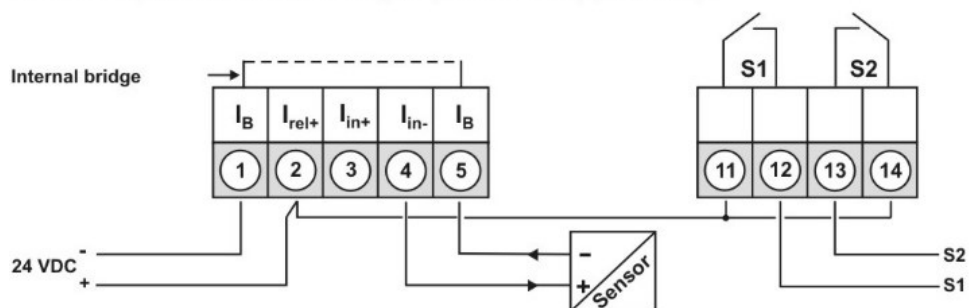 S1 S2
Internal bridge
I_B I_rel+ I_in+ I_in- I_B
1 2 3 4 5
11 12 13 14
-
24 VDC
+
-
+ Sensor
S2
S1